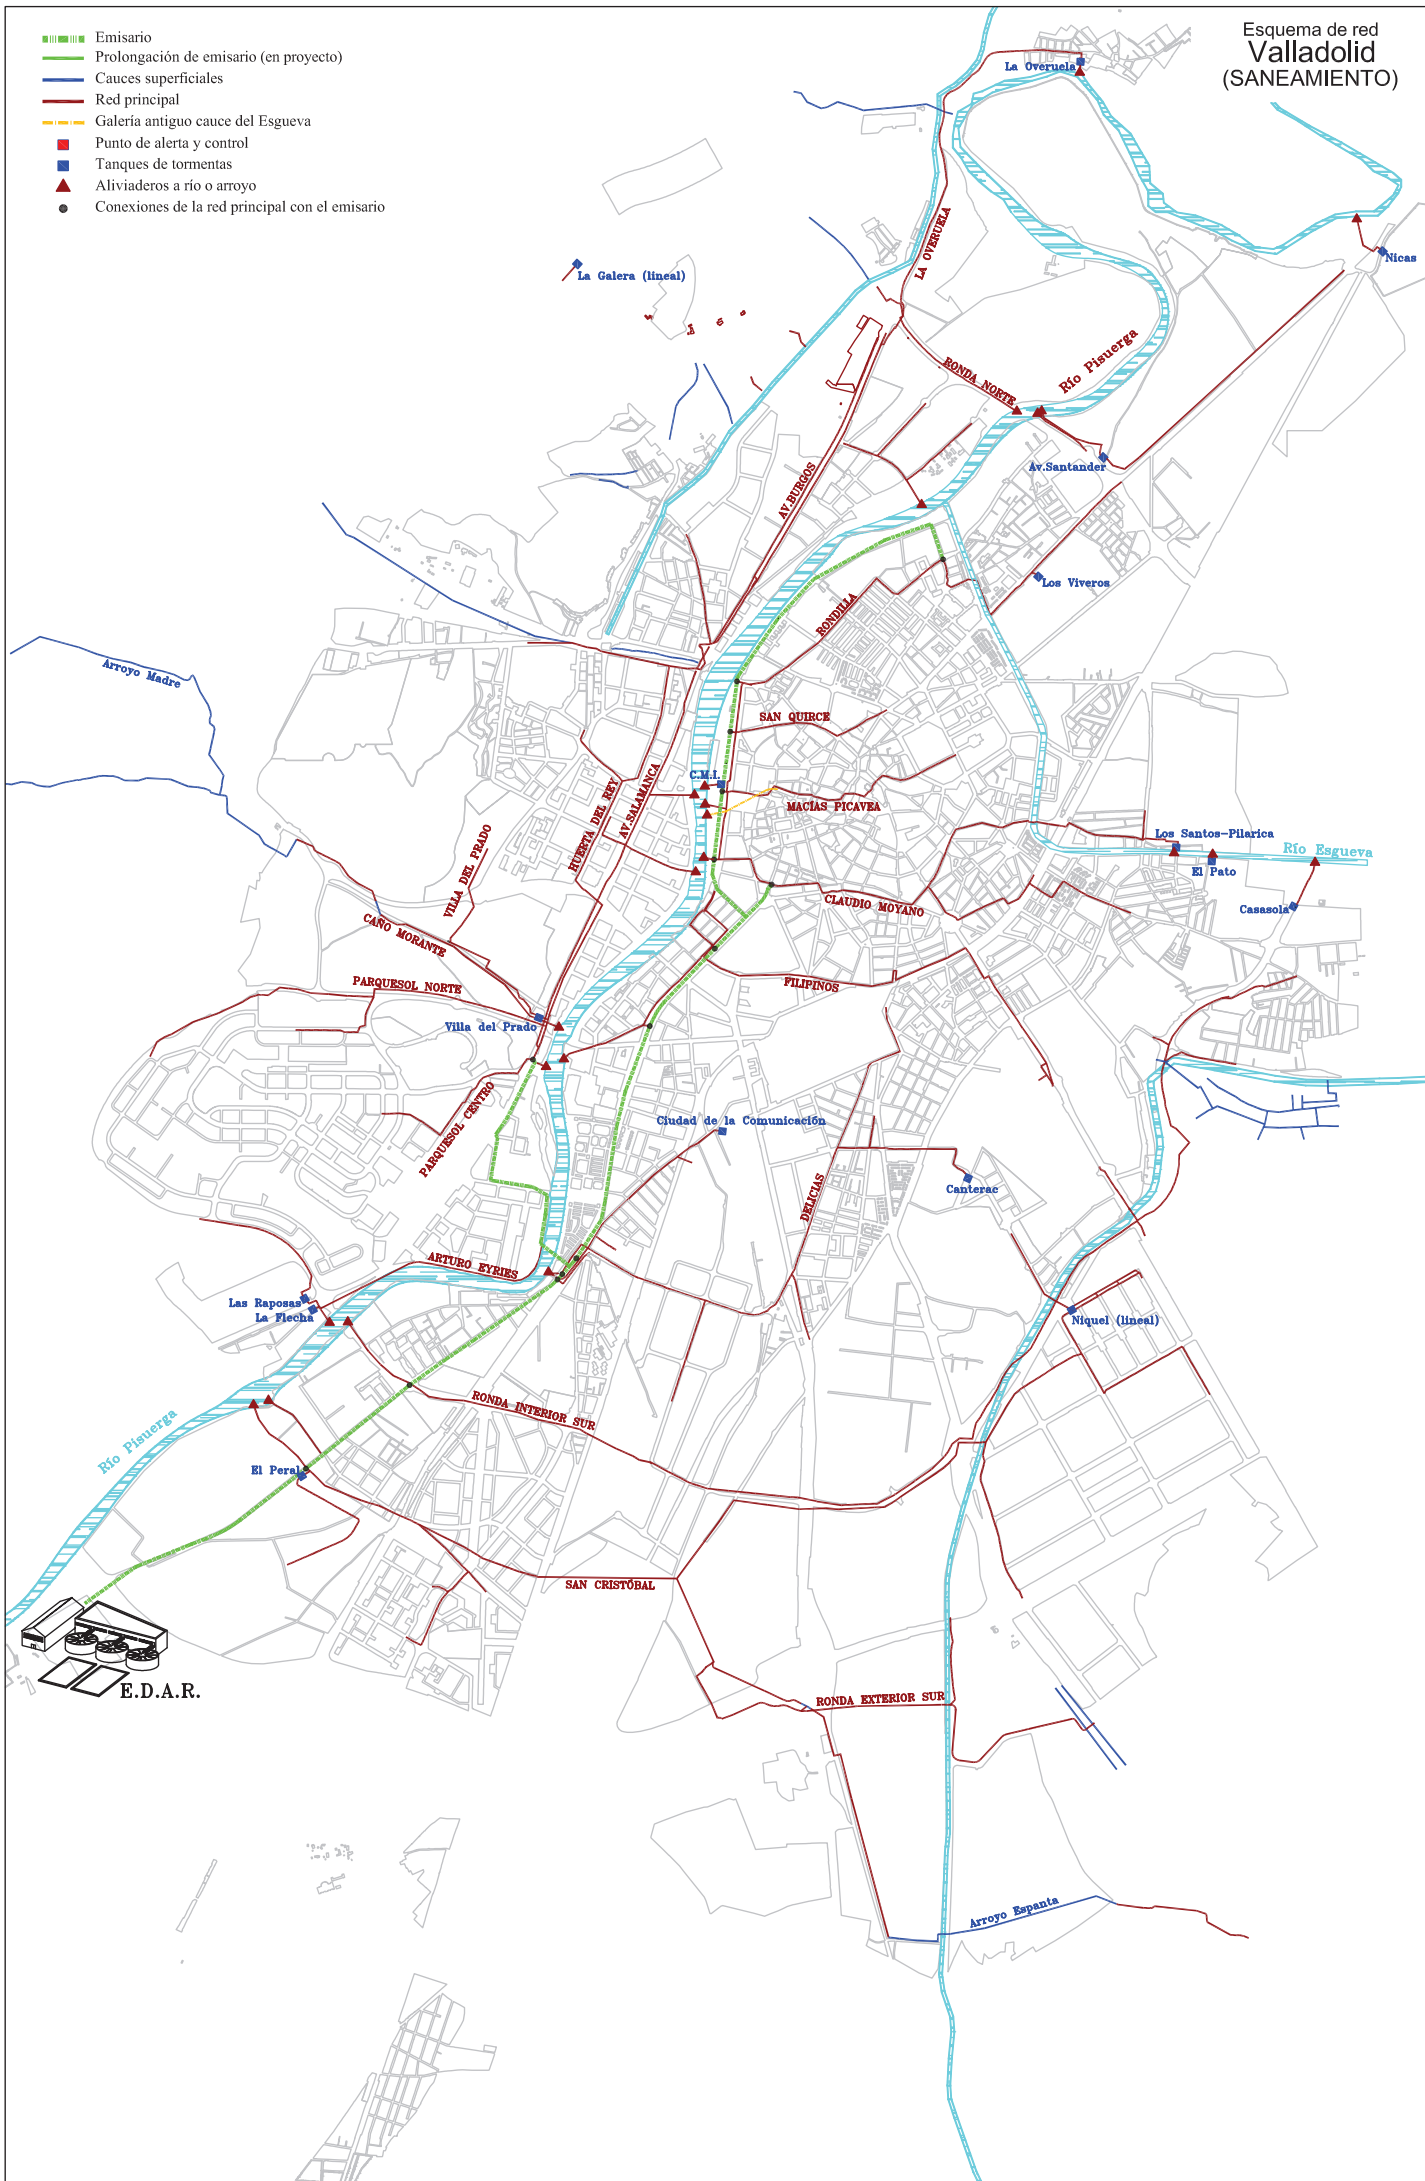 Emisario
Prolongación de emisario (en proyecto)
Cauces superficiales
Red principal
Galería antiguo cauce del Esgueva
Punto de alerta y control
Tanques de tormentas
Aliviaderos a río o arroyo
Conexiones de la red principal con el emisario
Esquema de red
Valladolid
(SANEAMIENTO)
La Overuela
LA OVERUELA
Nicas
La Galera (lineal)
Río Pisuerga
RONDA NORTE
Av.Santander
AV.BURGOS
Los Viveros
RONDILLA
Arroyo Madre
SAN QUIRCE
C.M.I.
HUERTA DEL REY
AV.SALAMANCA
MACÍAS PICAVEA
VILLA DEL PRADO
Los Santos-Pilarica
Río Esgueva
El Pato
Casasola
CLAUDIO MOYANO
CAÑO MORANTE
PARQUESOL NORTE
FILIPINOS
Villa del Prado
PARQUESOL CENTRO
Ciudad de la Comunicación
DELICIAS
Canterac
ARTURO EYRIES
Las Raposas
La Flecha
Niquel (lineal)
RONDA INTERIOR SUR
Río Pisuerga
El Peral
SAN CRISTÓBAL
E.D.A.R.
RONDA EXTERIOR SUR
Arroyo Espanta